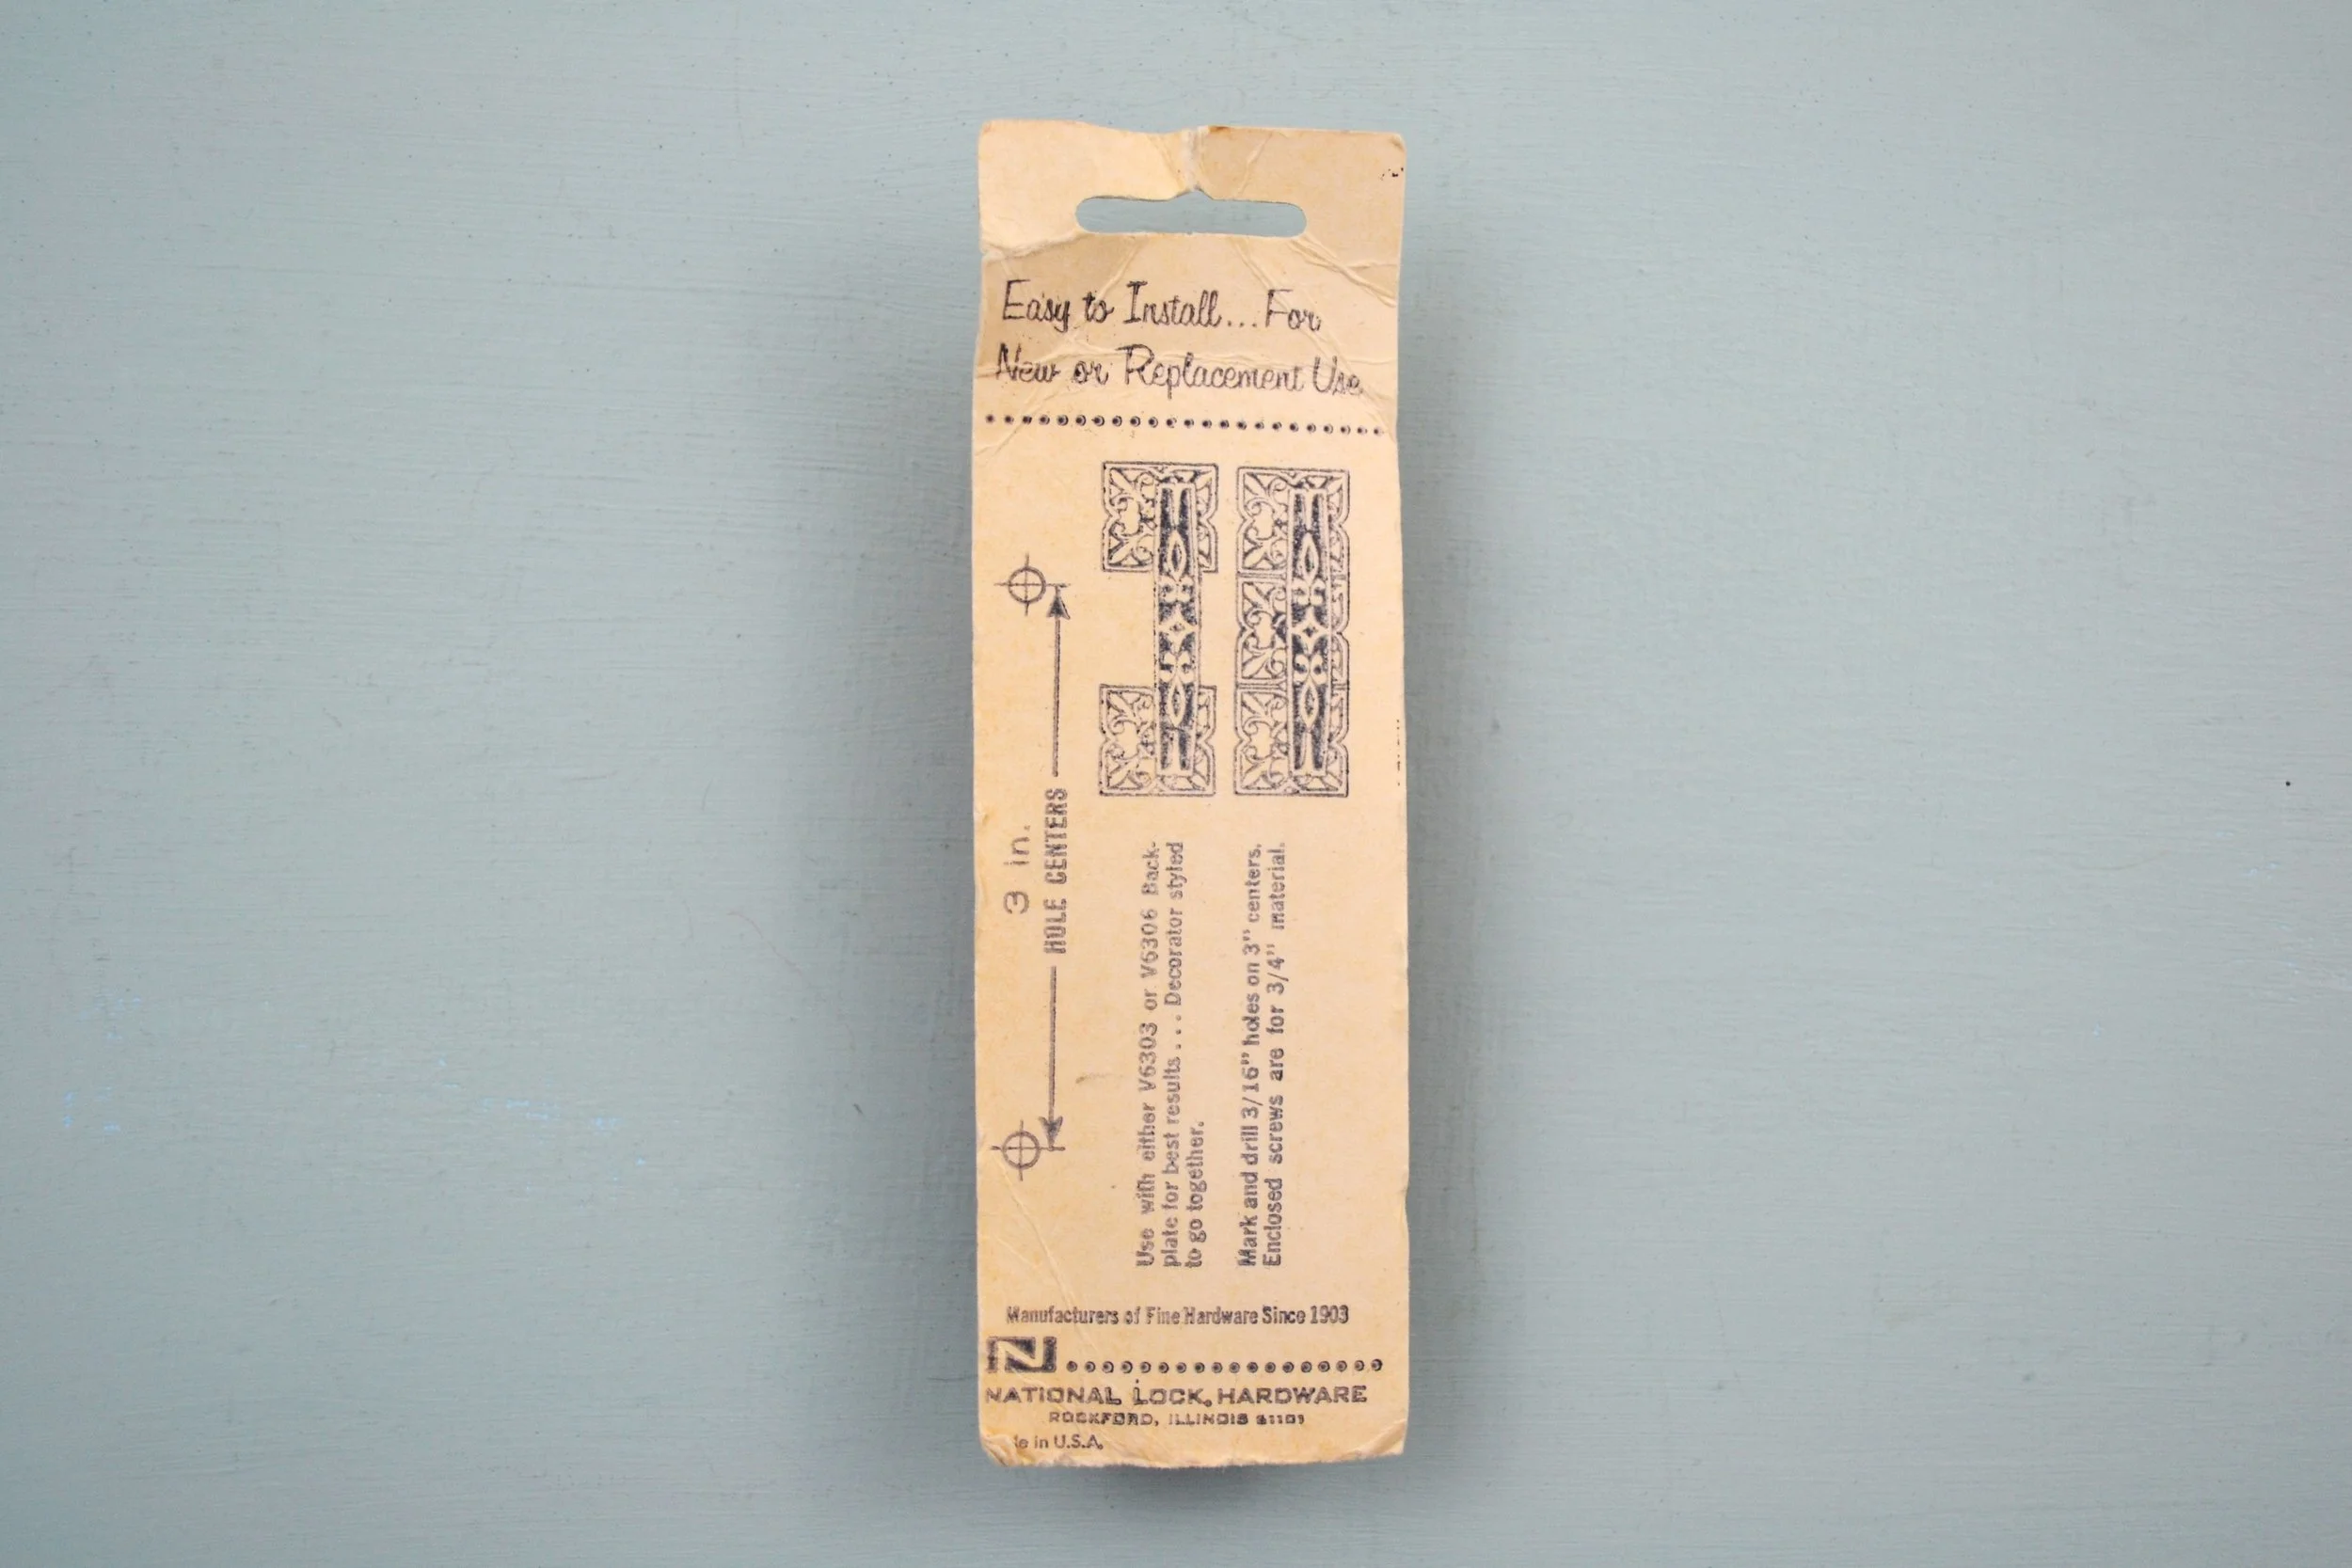 Easy to Install...For
New or Replacement Use
3 in.
HOLE CENTERS
Use with either V6303 or V6306 Back-
plate for best results...Decorator styled
to go together.
Mark and drill 3/16" holes on 3" centers.
Enclosed screws are for 3/4" material.
Manufacturers of Fine Hardware Since 1903
N
NATIONAL LOCK HARDWARE
ROCKFORD, ILLINOIS 61101
in U.S.A.